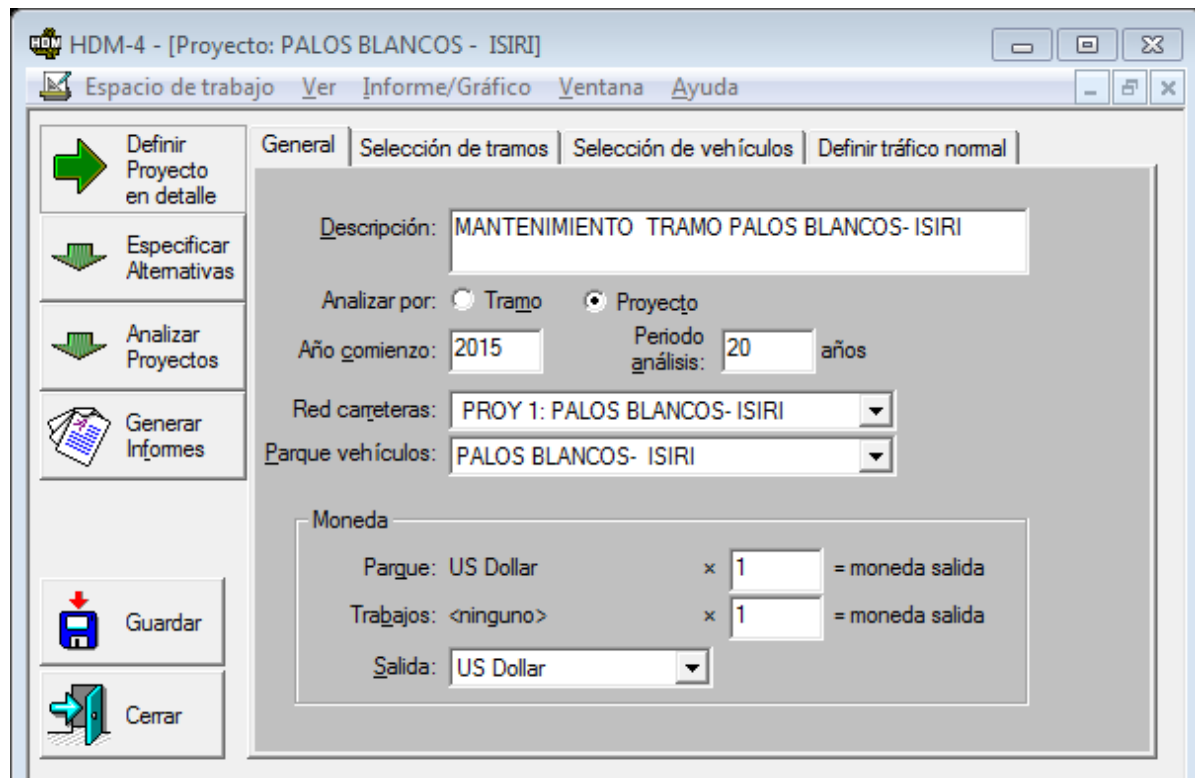 HDM-4 - [Proyecto: PALOS BLANCOS - ISIRI]
Espacio de trabajo Ver Informe/Gráfico Ventana Ayuda
Definir
Proyecto
en detalle
Especificar
Alternativas
Analizar
Proyectos
Generar
Informes
Guardar
Cerrar
General Selección de tramos Selección de vehículos Definir tráfico normal
Descripción: MANTENIMIENTO TRAMO PALOS BLANCOS- ISIRI
Analizar por: Tramo Proyecto
Año comienzo: 2015 Periodo análisis: 20 años
Red carreteras: PROY 1: PALOS BLANCOS- ISIRI
Parque vehículos: PALOS BLANCOS- ISIRI
Moneda
Parque: US Dollar × 1 = moneda salida
Trabajos: <ninguno> × 1 = moneda salida
Salida: US Dollar